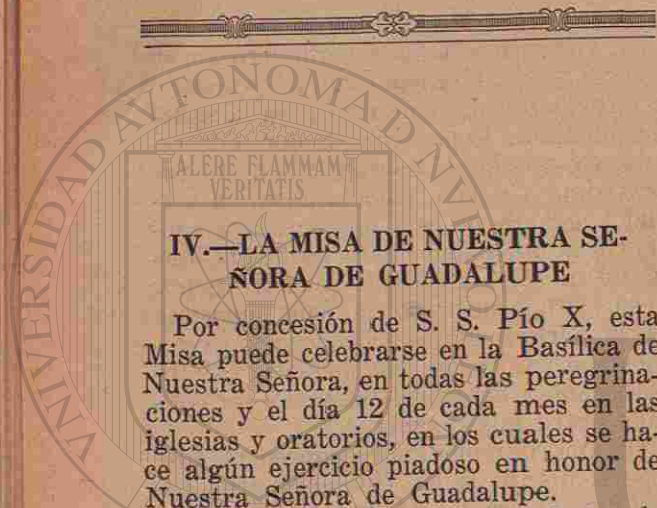 UNIVERSIDAD AVTONOMA D NVE
ALERE FLAMMAM
VERITATIS
IV.—LA MISA DE NUESTRA SE-
ÑORA DE GUADALUPE
Por concesión de S. S. Pío X, esta
Misa puede celebrarse en la Basílica de
Nuestra Señora, en todas las peregrina-
ciones y el día 12 de cada mes en las
iglesias y oratorios, en los cuales se ha-
ce algún ejercicio piadoso en honor de
Nuestra Señora de Guadalupe.